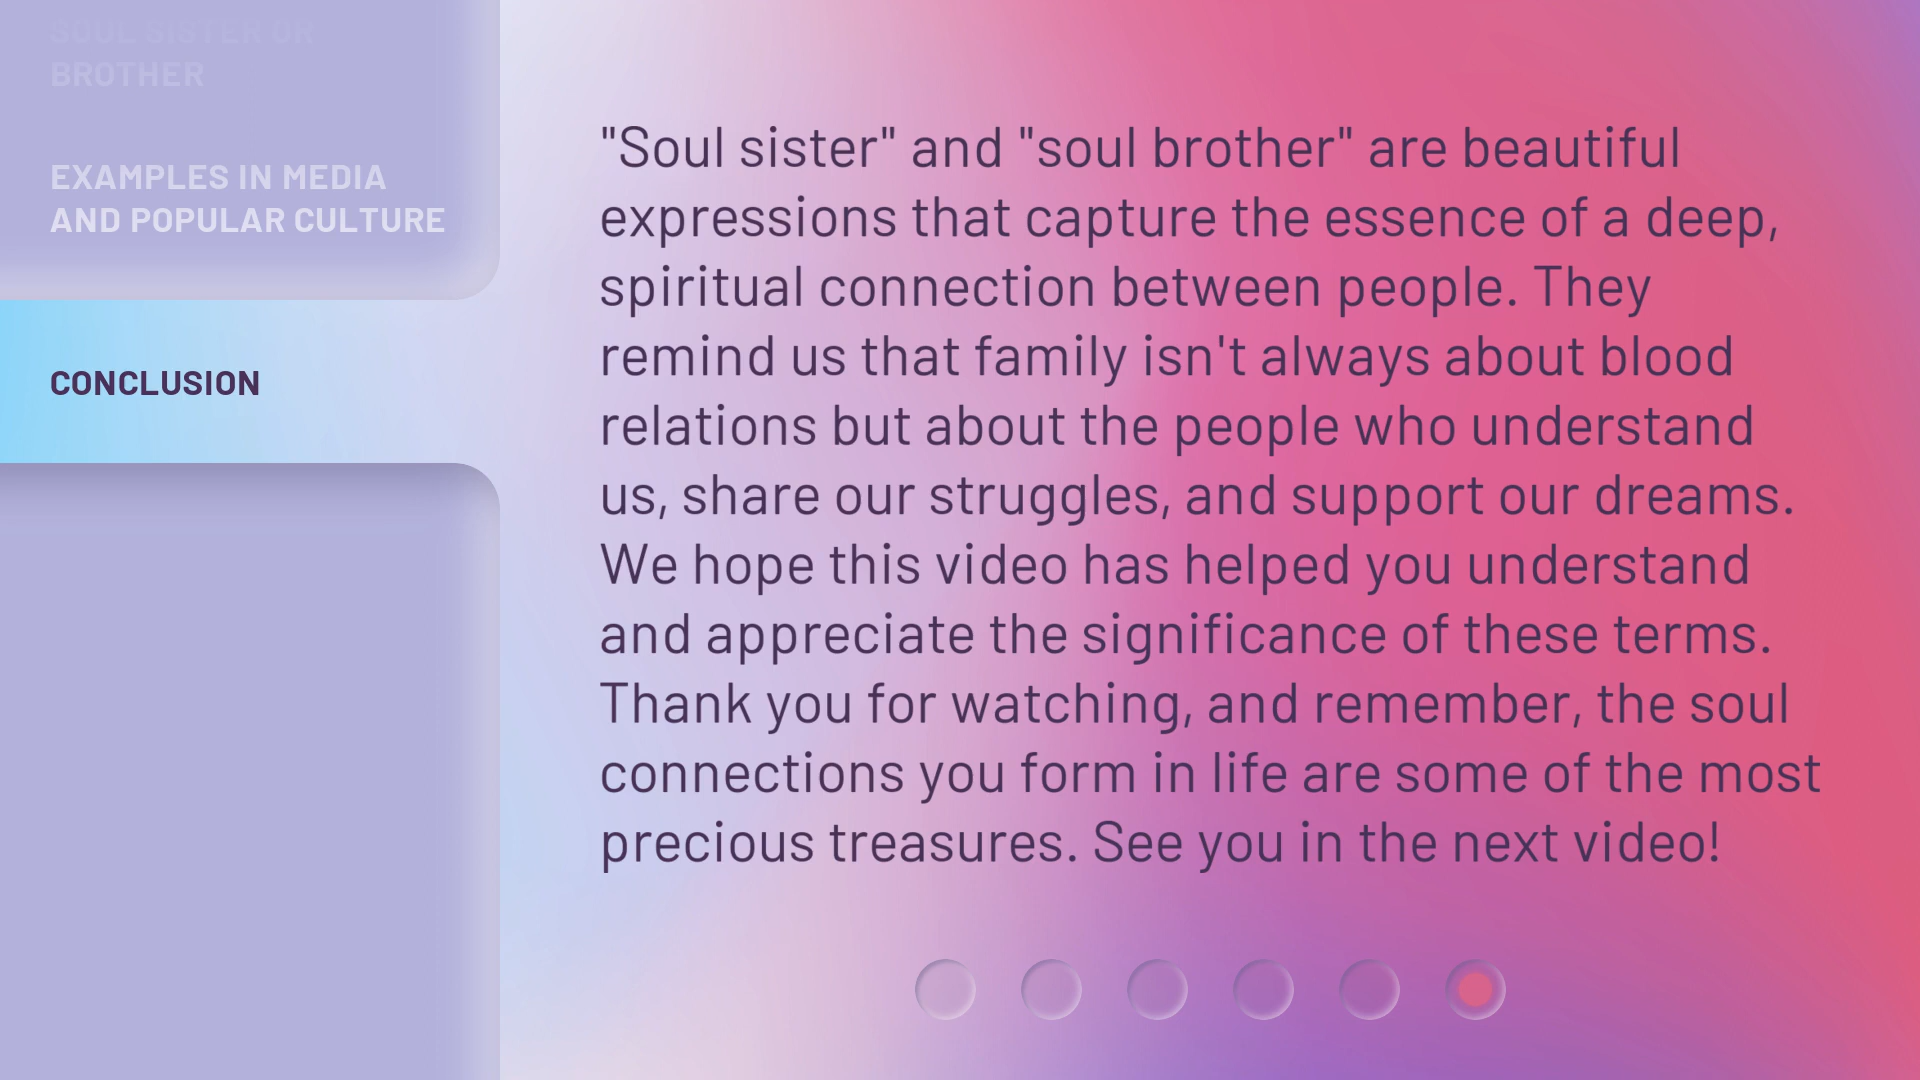 SOUL SISTER OR
BROTHER
EXAMPLES IN MEDIA
AND POPULAR CULTURE
CONCLUSION
"Soul sister" and "soul brother" are beautiful
expressions that capture the essence of a deep,
spiritual connection between people. They
remind us that family isn't always about blood
relations but about the people who understand
us, share our struggles, and support our dreams.
We hope this video has helped you understand
and appreciate the significance of these terms.
Thank you for watching, and remember, the soul
connections you form in life are some of the most
precious treasures. See you in the next video!